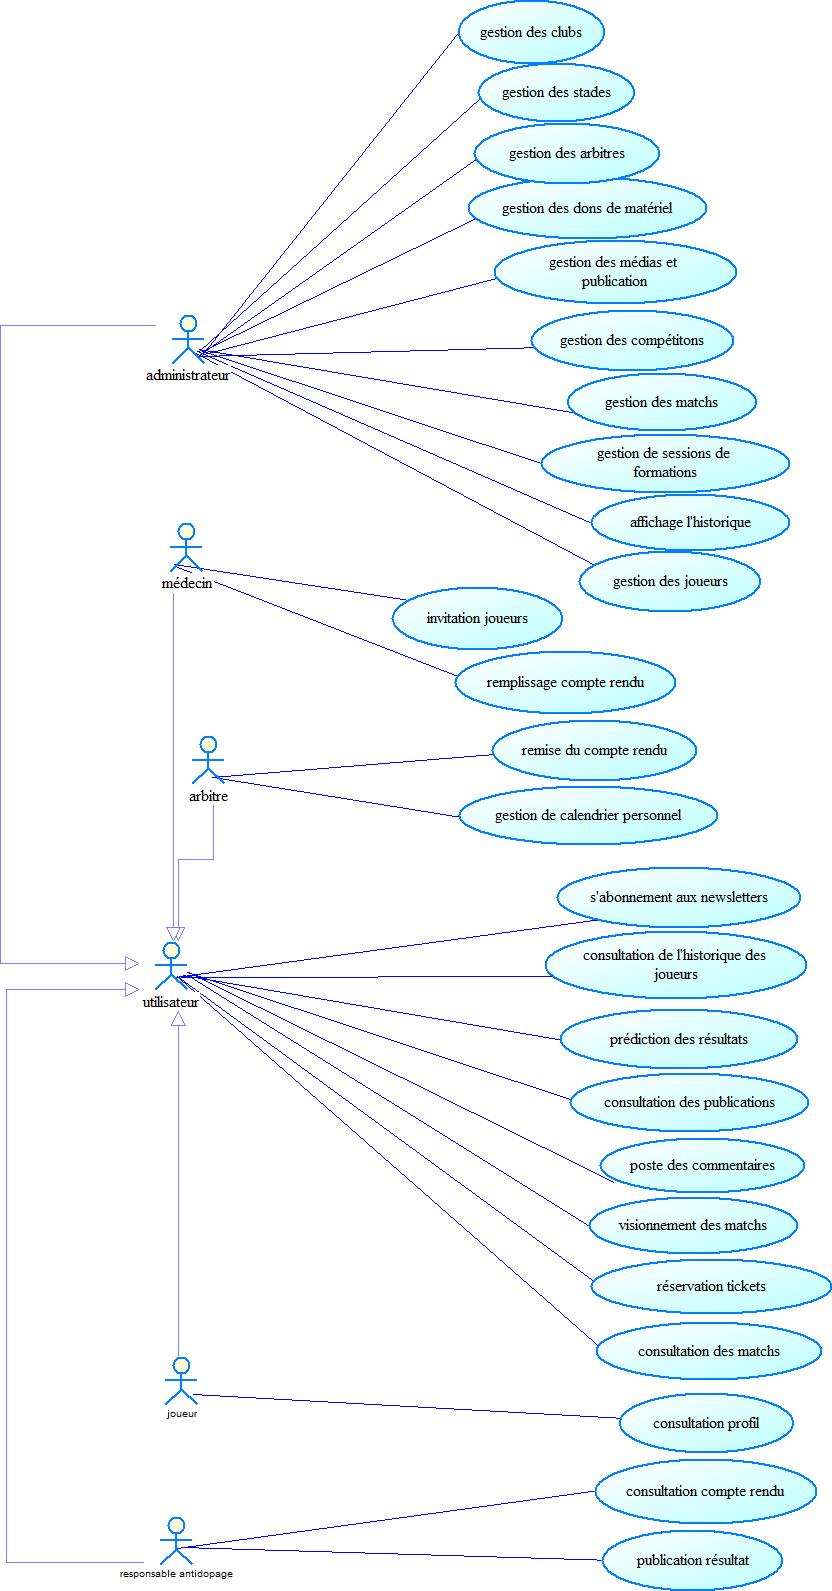 gestion des clubs
gestion des stades
gestion des arbitres
gestion des dons de matériel
gestion des médias et
publication
gestion des compétitons
administrateur
gestion des matchs
gestion de sessions de
formations
affichage l'historique
gestion des joueurs
médecin
invitation joueurs
remplissage compte rendu
remise du compte rendu
arbitre
gestion de calendrier personnel
s'abonnement aux newsletters
consultation de l'historique des
joueurs
utilisateur
prédiction des résultats
consultation des publications
poste des commentaires
visionnement des matchs
réservation tickets
consultation des matchs
joueur
consultation profil
consultation compte rendu
publication résultat
responsable antidopage